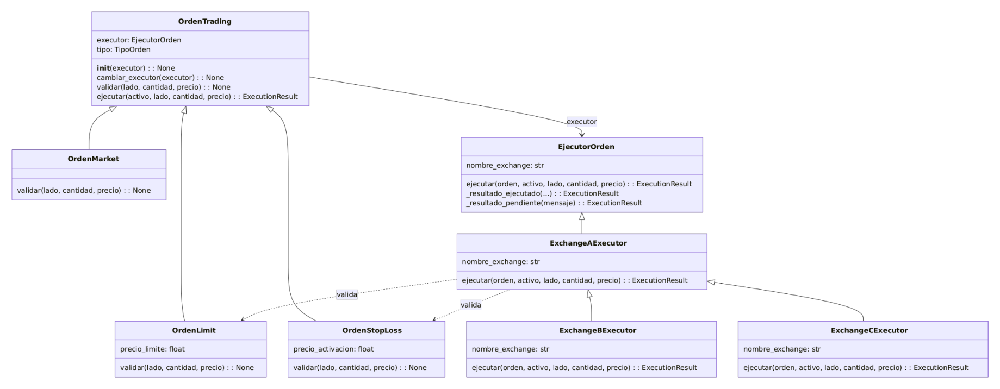 OrdenTrading
executor: EjecutorOrden
tipo: TipoOrden
init(executor) : : None
cambiar_executor(executor) : : None
validar(lado, cantidad, precio) : : None
ejecutar(activo, lado, cantidad, precio) : : ExecutionResult
executor
EjecutorOrden
nombre_exchange: str
ejecutar(orden, activo, lado, cantidad, precio) : : ExecutionResult
_resultado_ejecutado(...) : : ExecutionResult
_resultado_pendiente(mensaje) : : ExecutionResult
OrdenMarket
validar(lado, cantidad, precio) : : None
ExchangeAExecutor
nombre_exchange: str
ejecutar(orden, activo, lado, cantidad, precio) : : ExecutionResult
valida
valida
OrdenLimit
precio_limite: float
validar(lado, cantidad, precio) : : None
OrdenStopLoss
precio_activacion: float
validar(lado, cantidad, precio) : : None
ExchangeBExecutor
nombre_exchange: str
ejecutar(orden, activo, lado, cantidad, precio) : : ExecutionResult
ExchangeCExecutor
nombre_exchange: str
ejecutar(orden, activo, lado, cantidad, precio) : : ExecutionResult